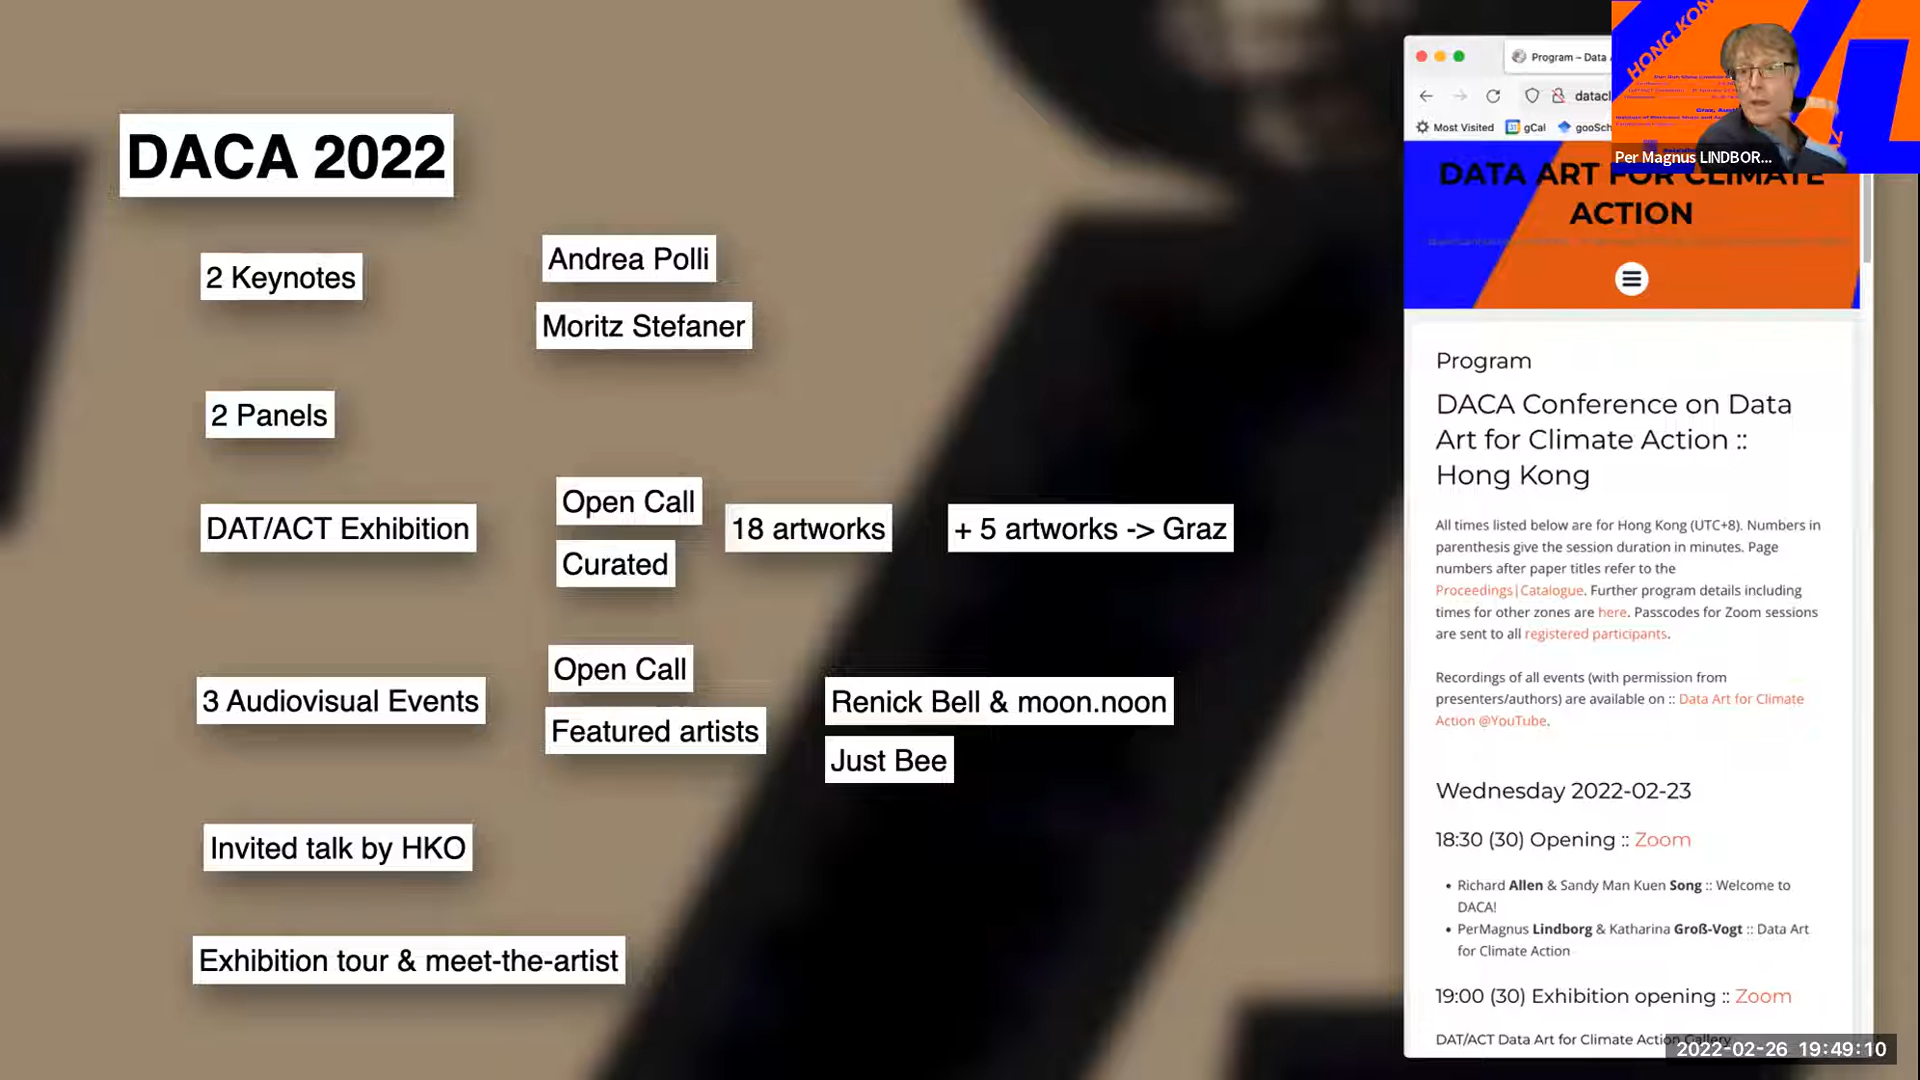 DACA 2022
2 Keynotes
Andrea Polli
Moritz Stefaner
2 Panels
DAT/ACT Exhibition
Open Call
Curated
18 artworks
+ 5 artworks -> Graz
3 Audiovisual Events
Open Call
Featured artists
Renick Bell & moon.noon
Just Bee
Invited talk by HKO
Exhibition tour & meet-the-artist
Program – Data
datacl
Most Visited
gCal
gooSch
HONG KON
Per Magnus LINDBOR...
DATA ART FOR CLIMATE
ACTION
Program
DACA Conference on Data
Art for Climate Action ::
Hong Kong
All times listed below are for Hong Kong (UTC+8). Numbers in
parenthesis give the session duration in minutes. Page
numbers after paper titles refer to the
Proceedings|Catalogue. Further program details including
times for other zones are here. Passcodes for Zoom sessions
are sent to all registered participants.
Recordings of all events (with permission from
presenters/authors) are available on :: Data Art for Climate
Action @YouTube.
Wednesday 2022-02-23
18:30 (30) Opening :: Zoom
• Richard Allen & Sandy Man Kuen Song :: Welcome to
DACA!
• PerMagnus Lindborg & Katharina Groß-Vogt :: Data Art
for Climate Action
19:00 (30) Exhibition opening :: Zoom
DAT/ACT Data Art for Climate Action Gallery
2022-02-26 19:49:10